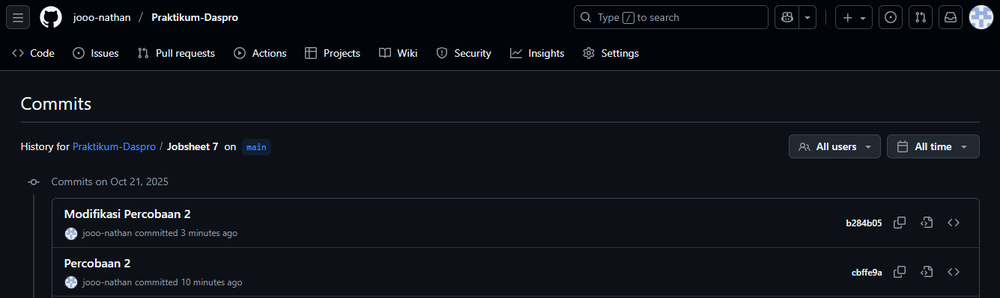 jooo-nathan / Praktikum-Daspro
Type / to search
Code Issues Pull requests Actions Projects Wiki Security Insights Settings
Commits
History for Praktikum-Daspro / Jobsheet 7 on main
All users All time
Commits on Oct 21, 2025
Modifikasi Percobaan 2
jooo-nathan committed 3 minutes ago
b284b05
Percobaan 2
jooo-nathan committed 10 minutes ago
cbffe9a